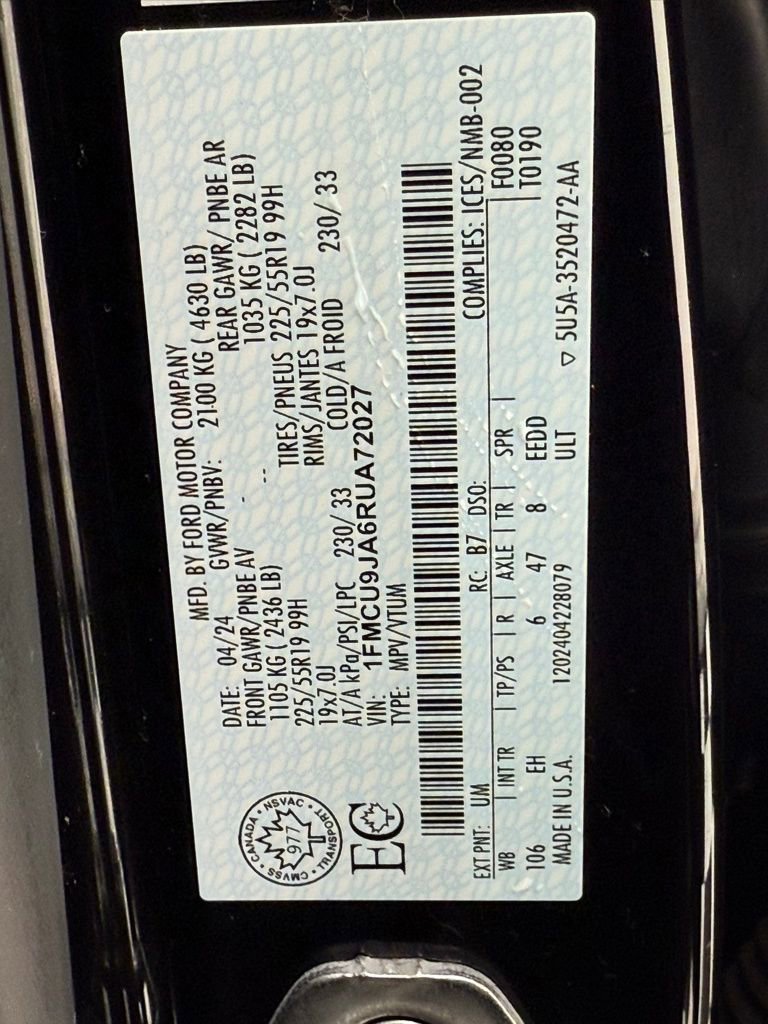 MFD. BY FORD MOTOR COMPANY
DATE: 04/24 GVWR/PNBV: 2100 KG ( 4630 LB)
FRONT GAWR/PNBE AV REAR GAWR/ PNBE AR
1105 KG ( 2436 LB) 1035 KG ( 2282 LB)
225/55R19 99H TIRES/PNEUS 225/55R19 99H
19x7.0J RIMS/JANTES 19x7.0J
AT/A kPa/PSI/LPC 230/ 33 COLD/A FROID 230/ 33
VIN: 1FMCU9JA6RUA72027
TYPE: MPV/VTUM
CMVSS • CANADA • NSVAC • TRANSPORT •
977
EC
EXT PNT: UM RC: B7 DSO: COMPLIES: ICES/NMB-002
WB | INT TR | TP/PS | R | AXLE | TR | SPR | F0080
106 EH 6 47 8 EEDD T0190
ULT
MADE IN U.S.A. 1202404228079 ▽ 5U5A-3520472-AA